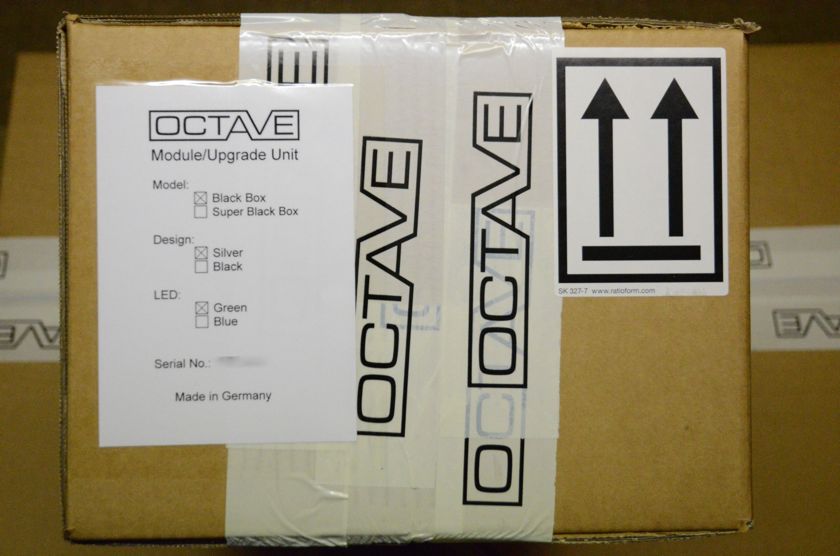 OCTAVE
Module/Upgrade Unit
Model:
Black Box
Super Black Box
Design:
Silver
Black
LED:
Green
Blue
Serial No.:
Made in Germany
OCTAVE
OCTAVE
OCTAVE
SK 327-7 www.ratioform.com